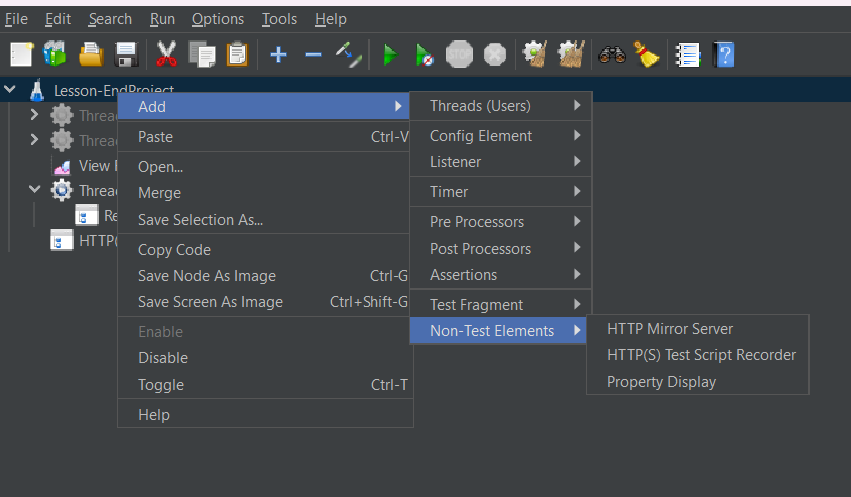 File Edit Search Run Options Tools Help
STOP
Lesson-EndProject
Add
Paste Ctrl-V
Open...
Merge
Save Selection As...
Copy Code
Save Node As Image Ctrl-G
Save Screen As Image Ctrl+Shift-G
Enable
Disable
Toggle Ctrl-T
Help
Threads (Users)
Config Element
Listener
Timer
Pre Processors
Post Processors
Assertions
Test Fragment
Non-Test Elements
HTTP Mirror Server
HTTP(S) Test Script Recorder
Property Display
View